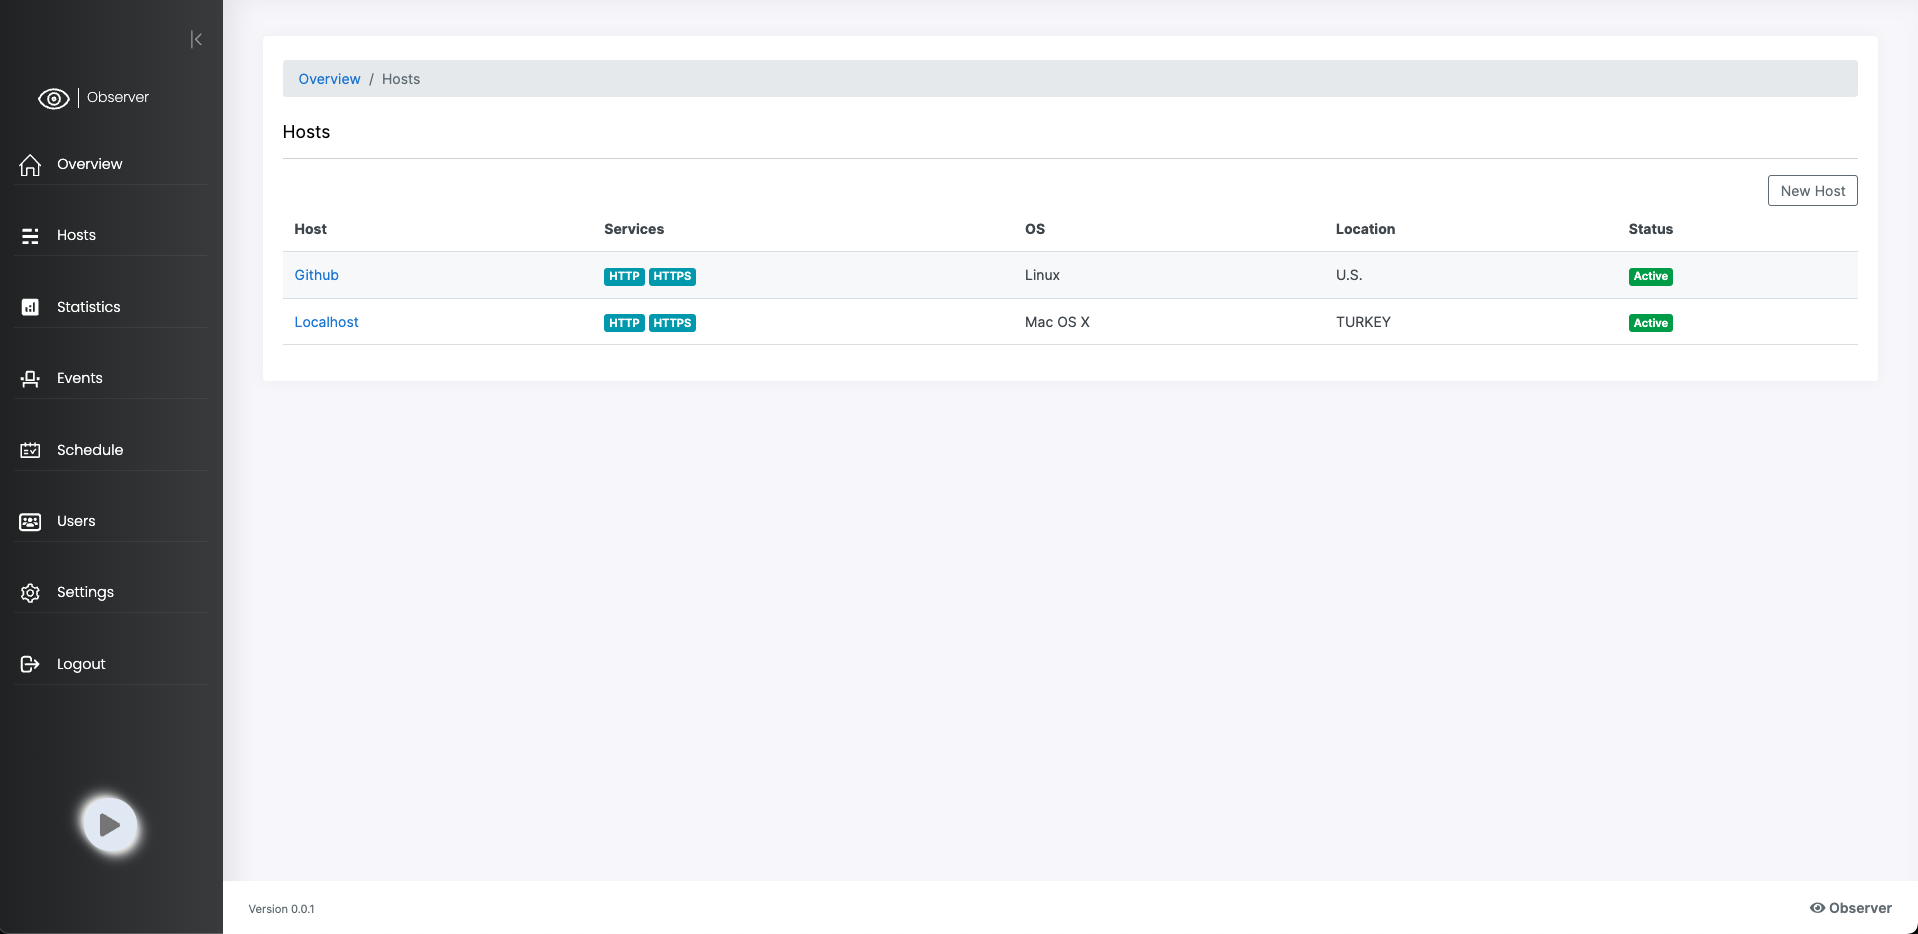 Observer
Overview
Hosts
Statistics
Events
Schedule
Users
Settings
Logout
Overview / Hosts
Hosts
New Host
Host Services OS Location Status
Github HTTP HTTPS Linux U.S. Active
Localhost HTTP HTTPS Mac OS X TURKEY Active
Version 0.0.1
Observer